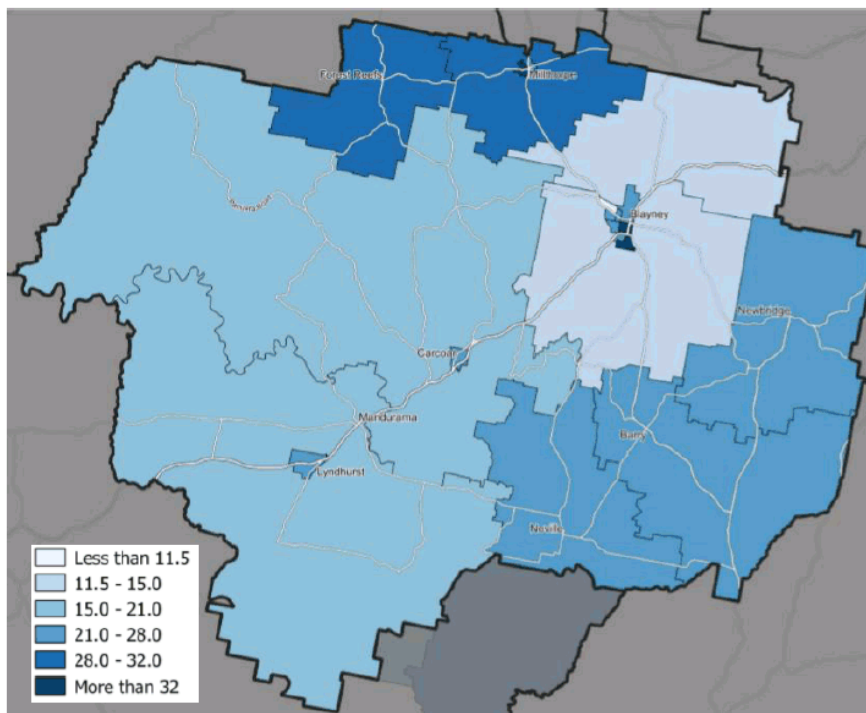 Forest Reefs
Millthorpe
Blayney
Newbridge
Carcoar
Mandurama
Barry
Lyndhurst
Neville
Less than 11.5
11.5 - 15.0
15.0 - 21.0
21.0 - 28.0
28.0 - 32.0
More than 32